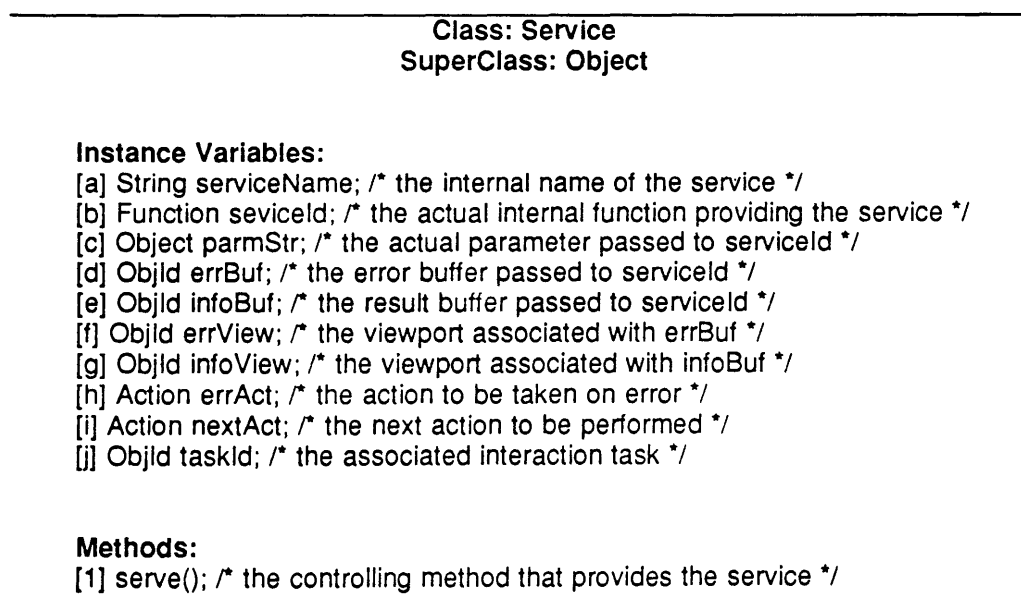 Class: Service
SuperClass: Object
Instance Variables:
[a] String serviceName; /* the internal name of the service */
[b] Function seviceId; /* the actual internal function providing the service */
[c] Object parmStr; /* the actual parameter passed to serviceId */
[d] ObjId errBuf; /* the error buffer passed to serviceId */
[e] ObjId infoBuf; /* the result buffer passed to serviceId */
[f] ObjId errView; /* the viewport associated with errBuf */
[g] ObjId infoView; /* the viewport associated with infoBuf */
[h] Action errAct; /* the action to be taken on error */
[i] Action nextAct; /* the next action to be performed */
[j] ObjId taskId; /* the associated interaction task */
Methods:
[1] serve(); /* the controlling method that provides the service */